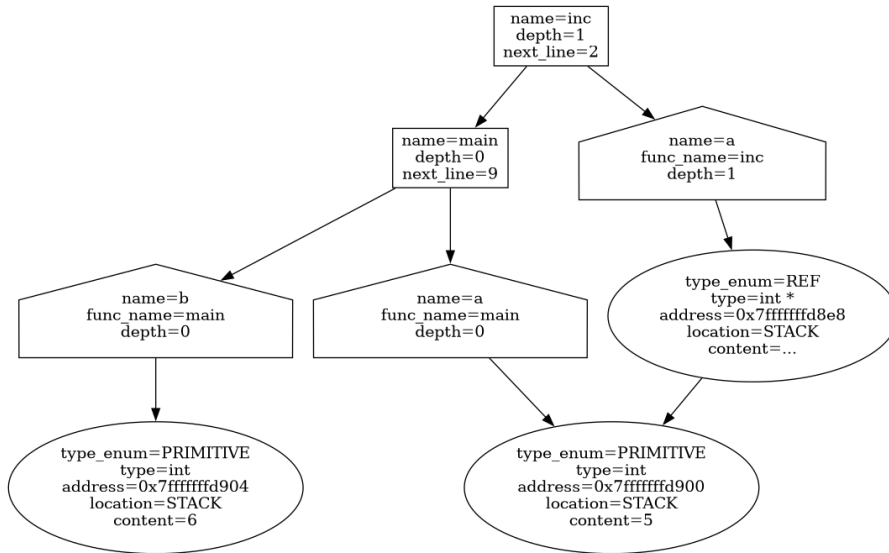 name=inc
depth=1
next_line=2
name=main
depth=0
next_line=9
name=a
func_name=inc
depth=1
name=b
func_name=main
depth=0
name=a
func_name=main
depth=0
type_enum=REF
type=int *
address=0x7fffffffd8e8
location=STACK
content=...
type_enum=PRIMITIVE
type=int
address=0x7fffffffd904
location=STACK
content=6
type_enum=PRIMITIVE
type=int
address=0x7fffffffd900
location=STACK
content=5